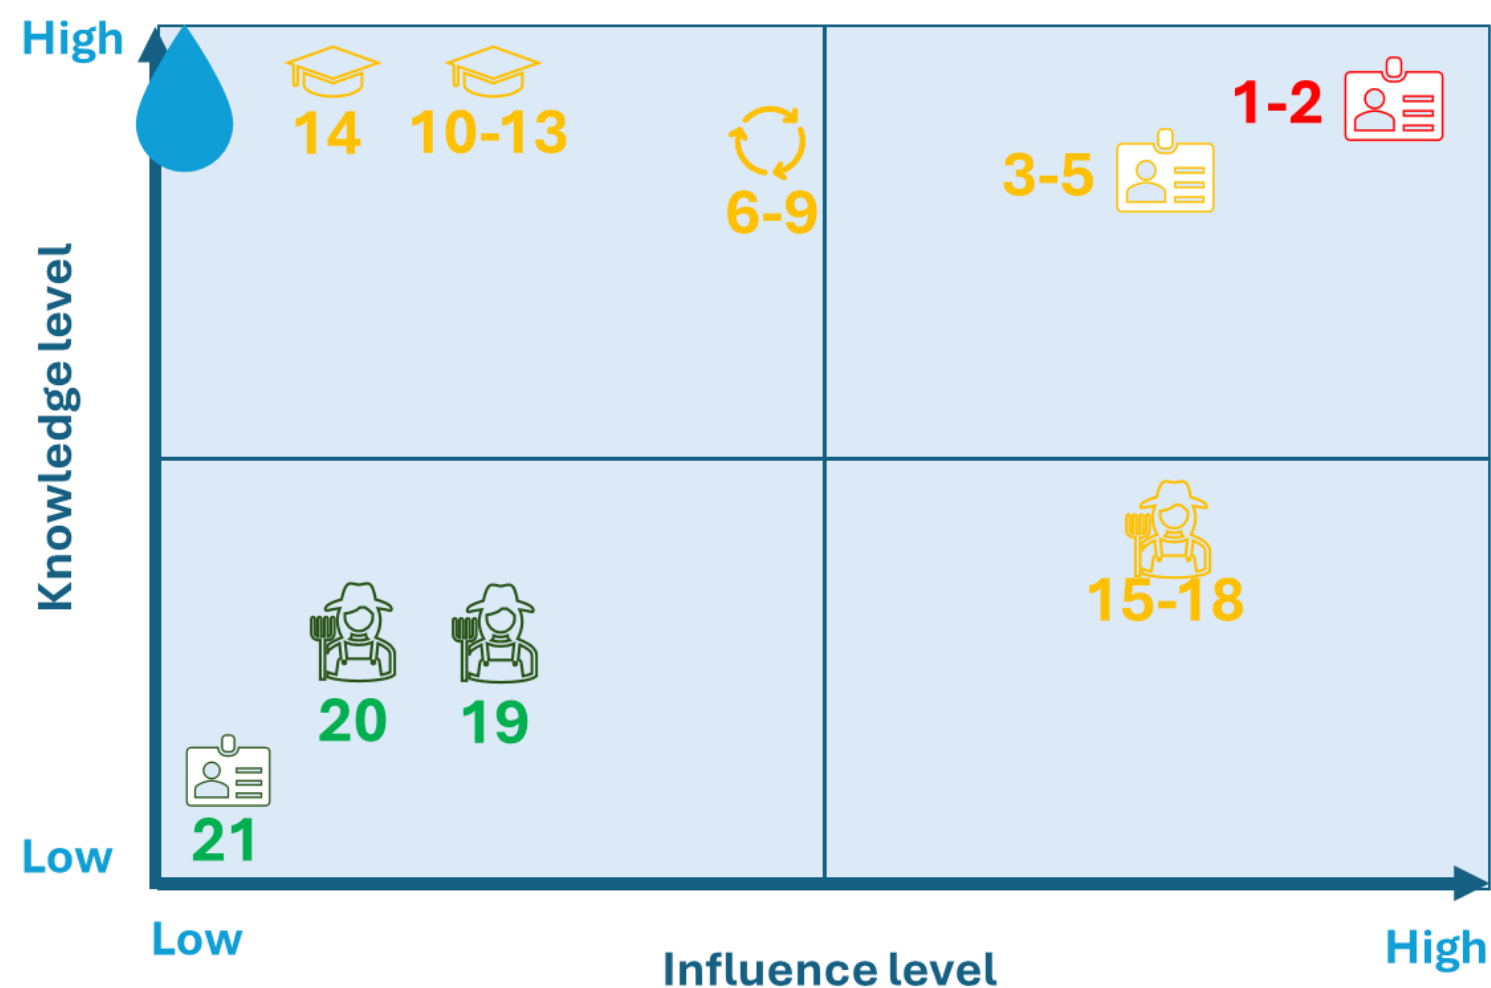 High
14
10-13
1-2
3-5
6-9
Knowledge level
15-18
20
19
21
Low
Low
High
Influence level